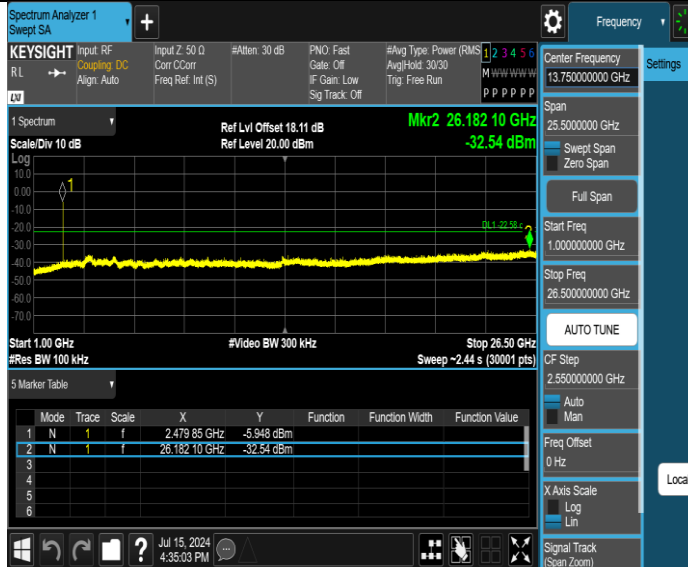 Spectrum Analyzer 1
Swept SA
+
Frequency
KEYSIGHT
RL
LXI
Input: RF
Coupling: DC
Align: Auto
Input Z: 50 Ω
Corr CCorr
Freq Ref: Int (S)
#Atten: 30 dB
PNO: Fast
Gate: Off
IF Gain: Low
Sig Track: Off
#Avg Type: Power (RMS
Avg|Hold: 30/30
Trig: Free Run
1 2 3 4 5 6
M W W W W W
P P P P P P
1 Spectrum
Scale/Div 10 dB
Ref Lvl Offset 18.11 dB
Ref Level 20.00 dBm
Mkr2 26.182 10 GHz
-32.54 dBm
Log
10.0
0.00
-10.0
-20.0
-30.0
-40.0
-50.0
-60.0
-70.0
1
DL1 -22.58
2
Start 1.00 GHz
#Res BW 100 kHz
#Video BW 300 kHz
Stop 26.50 GHz
Sweep ~2.44 s (30001 pts)
5 Marker Table
Mode Trace Scale X Y Function Function Width Function Value
1 N 1 f 2.479 85 GHz -5.948 dBm
2 N 1 f 26.182 10 GHz -32.54 dBm
3
4
5
6
Jul 15, 2024
4:35:03 PM
Center Frequency
13.750000000 GHz
Settings
Span
25.5000000 GHz
Swept Span
Zero Span
Full Span
Start Freq
1.000000000 GHz
Stop Freq
26.500000000 GHz
AUTO TUNE
CF Step
2.550000000 GHz
Auto
Man
Freq Offset
0 Hz
X Axis Scale
Log
Lin
Local
Signal Track
(Span Zoom)